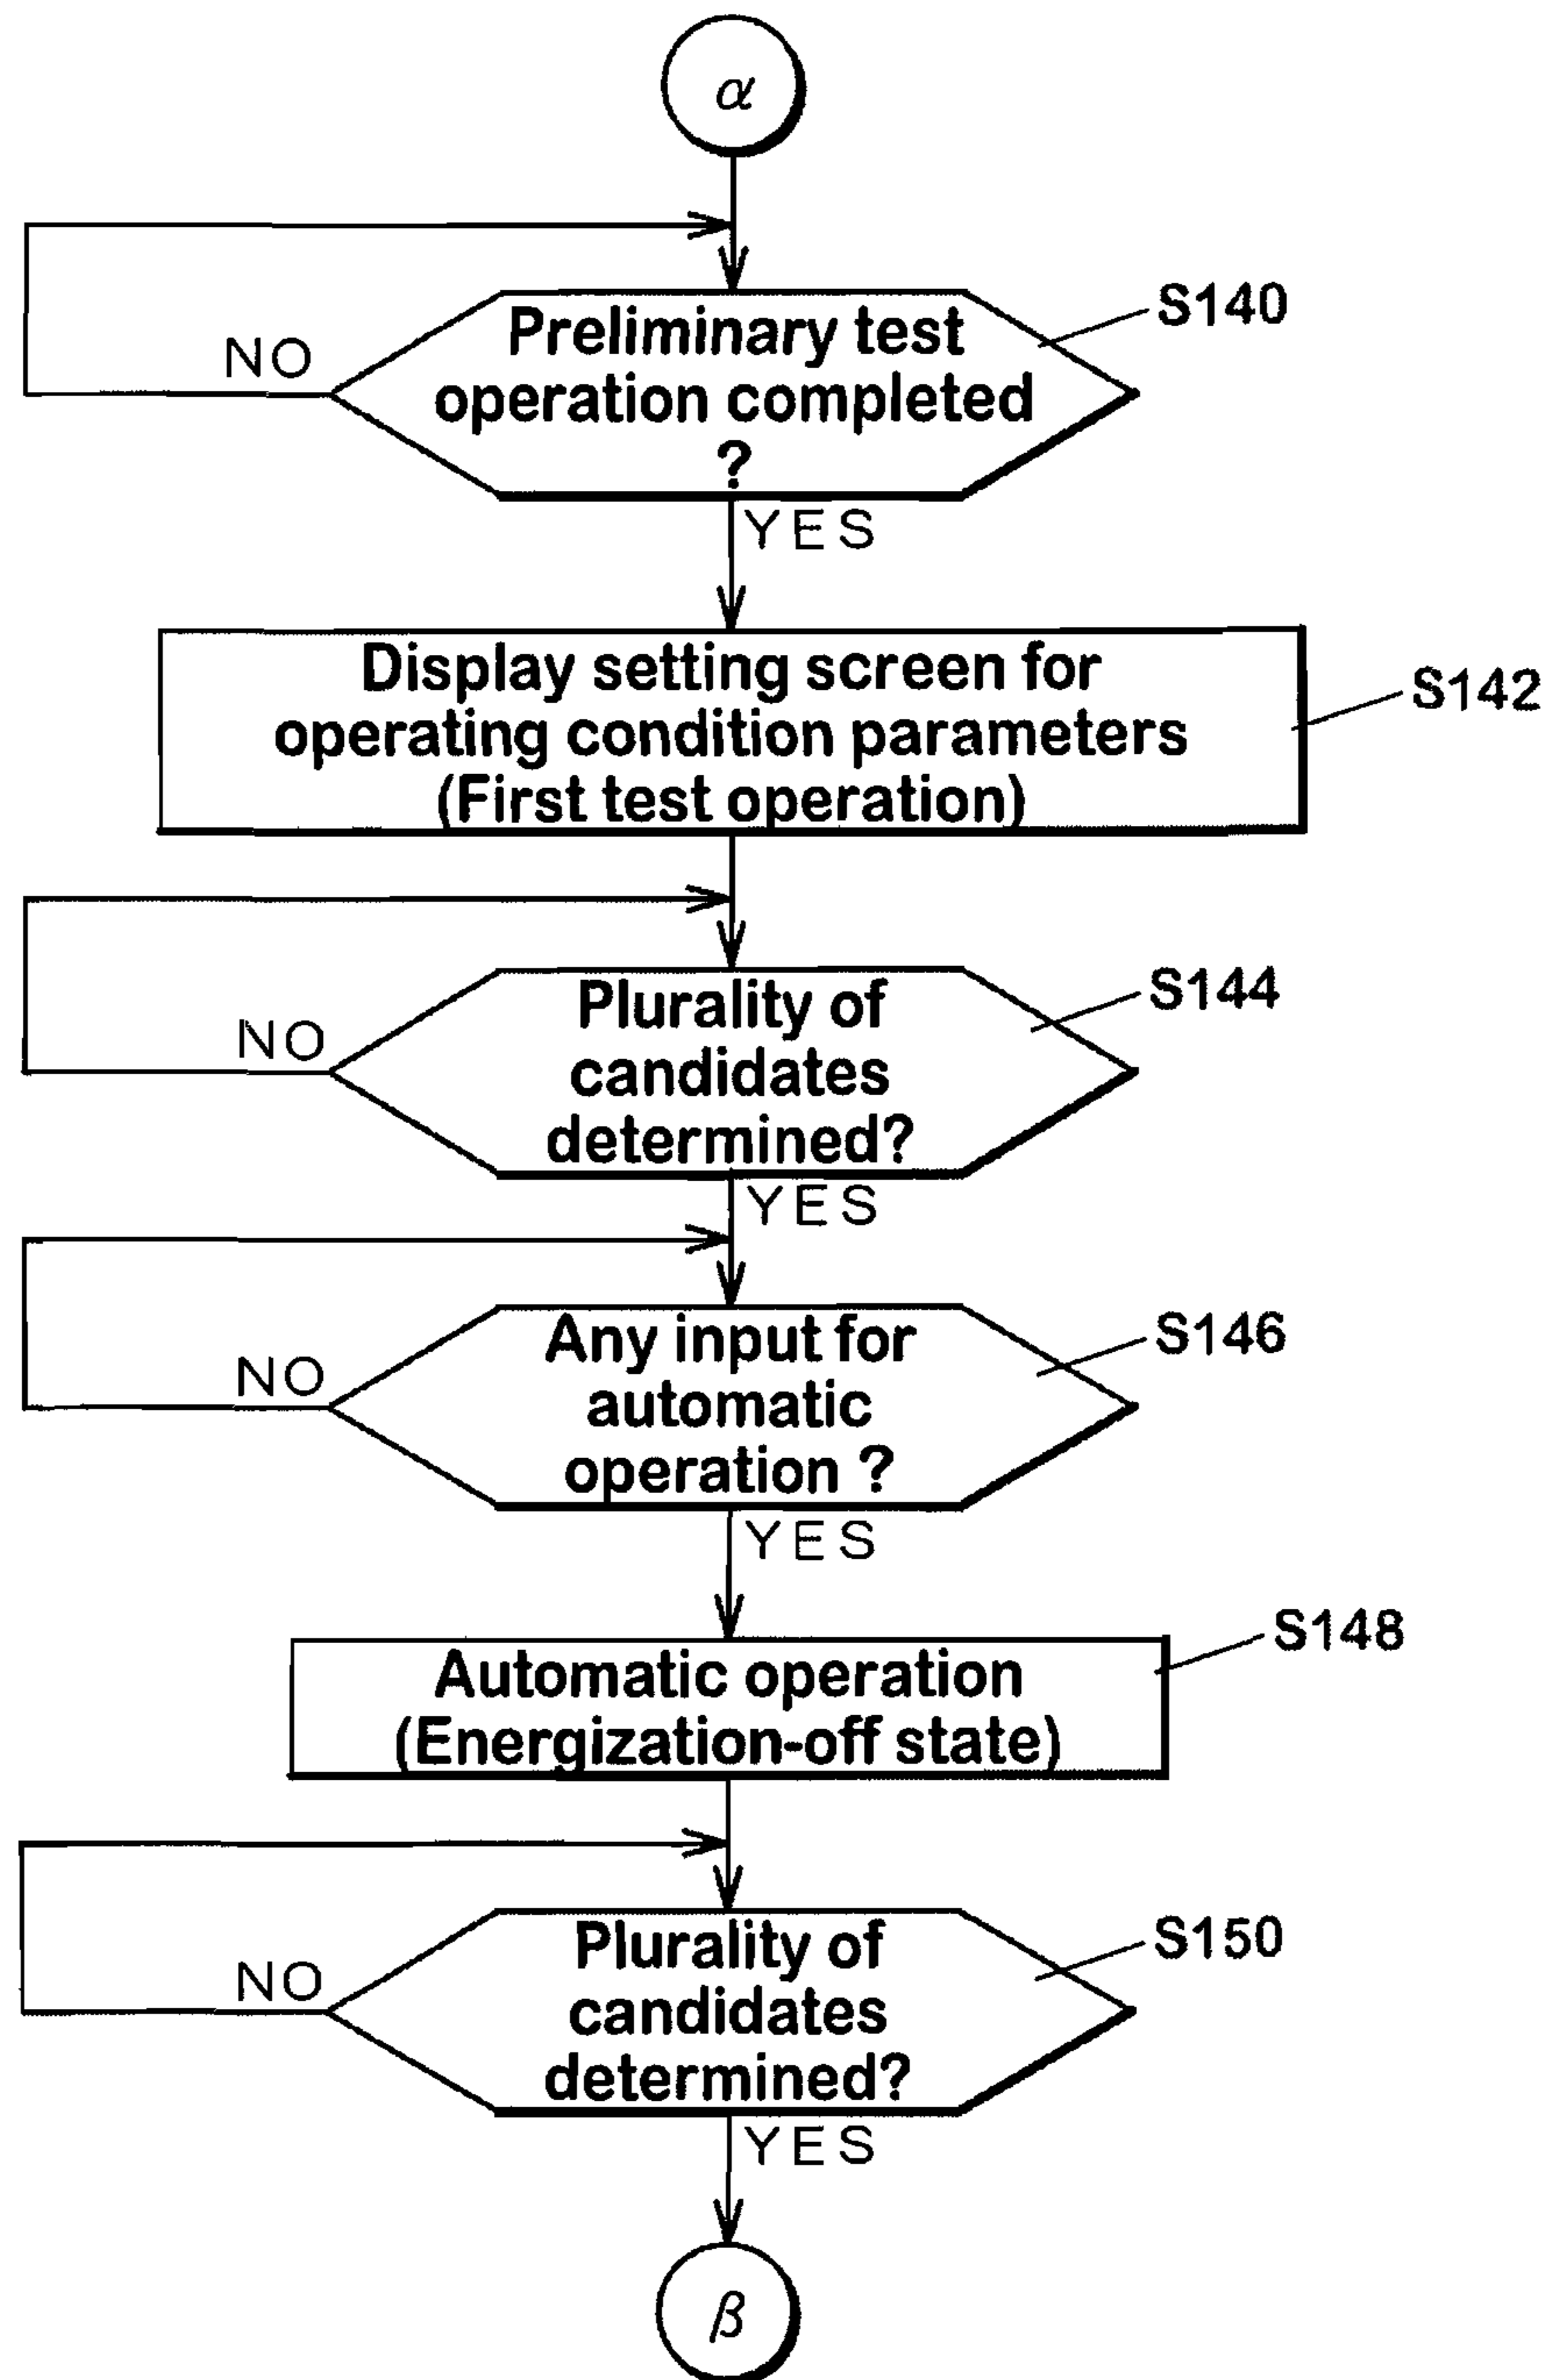 α
Preliminary test
operation completed
?
S140
NO
YES
Display setting screen for
operating condition parameters
(First test operation)
S142
Plurality of
candidates
determined?
S144
NO
YES
Any input for
automatic
operation ?
S146
NO
YES
Automatic operation
(Energization-off state)
S148
Plurality of
candidates
determined?
S150
NO
YES
β